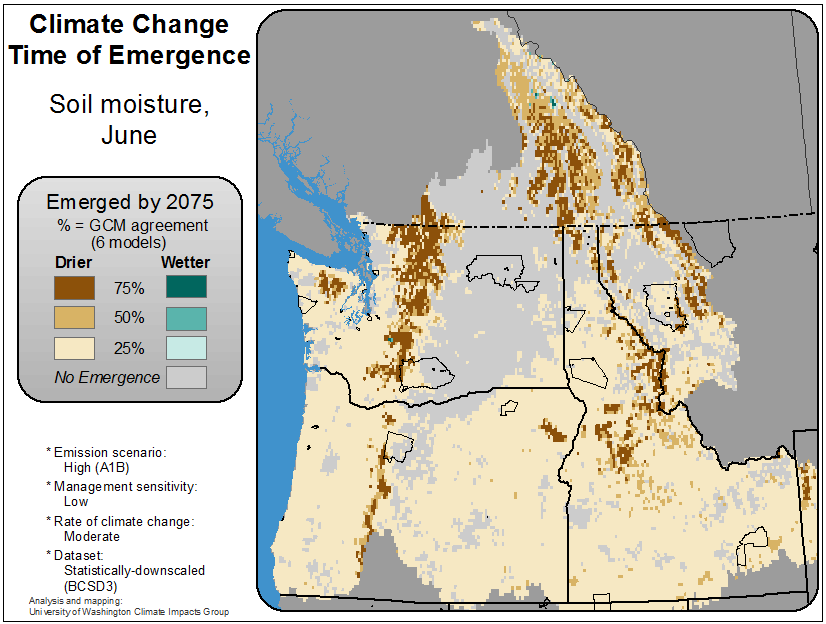 Climate Change
Time of Emergence
Soil moisture,
June
Emerged by 2075
% = GCM agreement
(6 models)
Drier Wetter
75%
50%
25%
No Emergence
* Emission scenario:
High (A1B)
* Management sensitivity:
Low
* Rate of climate change:
Moderate
* Dataset:
Statistically-downscaled
(BCSD3)
Analysis and mapping:
University of Washington Climate Impacts Group